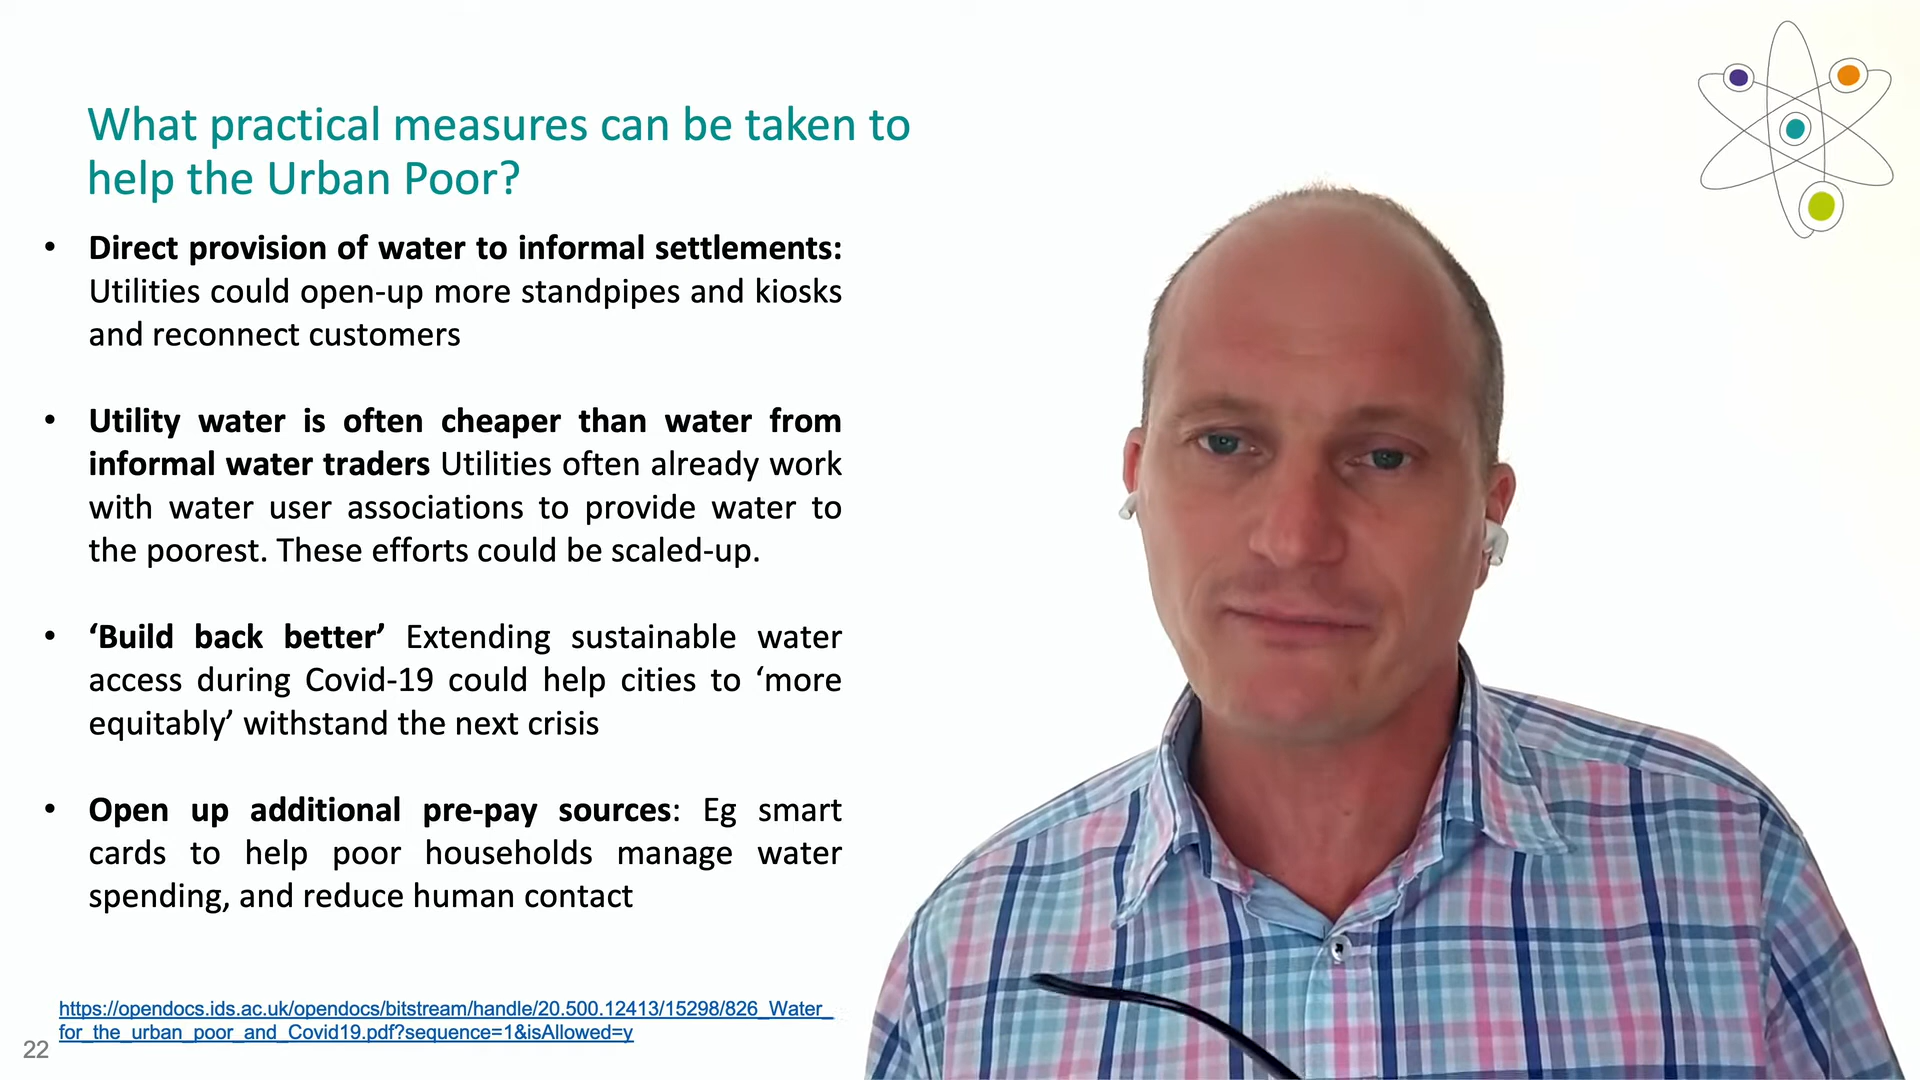 What practical measures can be taken to
help the Urban Poor?
• Direct provision of water to informal settlements:
Utilities could open-up more standpipes and kiosks
and reconnect customers
• Utility water is often cheaper than water from
informal water traders Utilities often already work
with water user associations to provide water to
the poorest. These efforts could be scaled-up.
• ‘Build back better’ Extending sustainable water
access during Covid-19 could help cities to ‘more
equitably’ withstand the next crisis
• Open up additional pre-pay sources: Eg smart
cards to help poor households manage water
spending, and reduce human contact
https://opendocs.ids.ac.uk/opendocs/bitstream/handle/20.500.12413/15298/826_Water_
for_the_urban_poor_and_Covid19.pdf?sequence=1&isAllowed=y
22